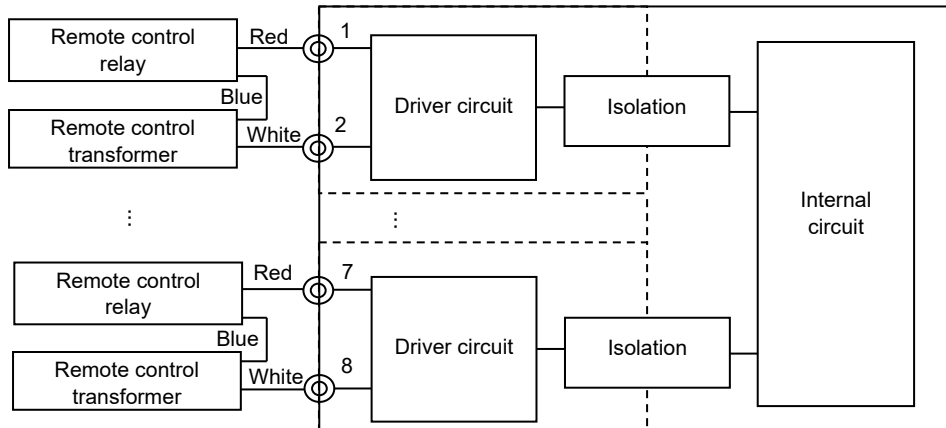 Remote control
relay
Red
1
Blue
Remote control
transformer
White
2
Driver circuit
Isolation
Internal
circuit
⋮
⋮
Remote control
relay
Red
7
Blue
Remote control
transformer
White
8
Driver circuit
Isolation